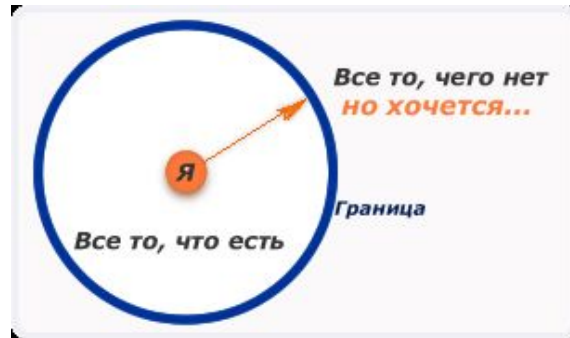 Все то, чего нет
но хочется...
Я
Граница
Все то, что есть